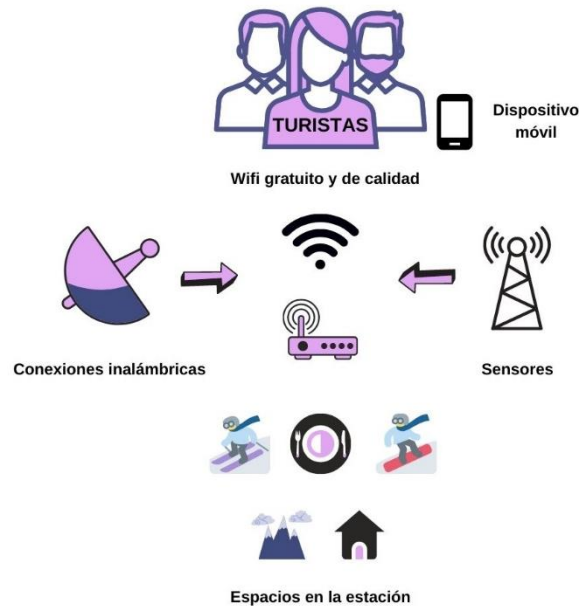 TURISTAS
Dispositivo
móvil
Wifi gratuito y de calidad
Conexiones inalámbricas
Sensores
Espacios en la estación